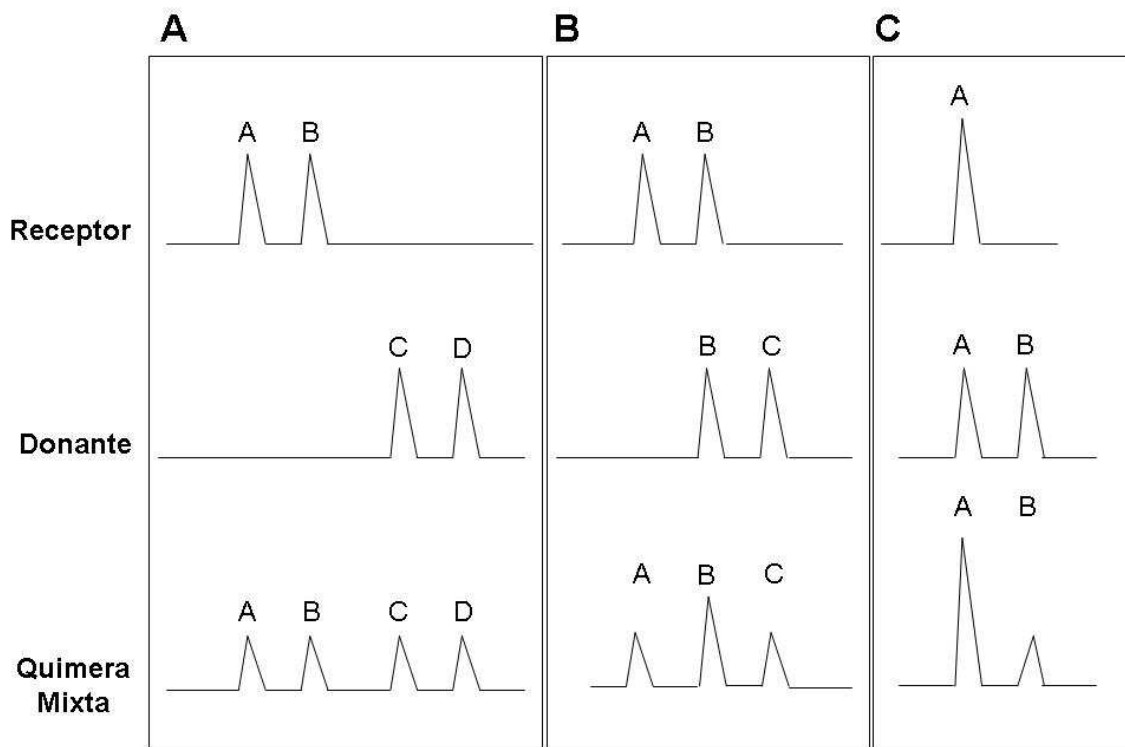 A B C
A B A B A
Receptor
C D B C A B
Donante
A B
A B C
A B C D
Quimera
Mixta